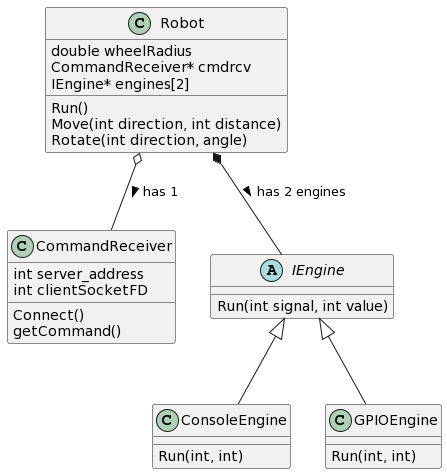 C Robot
double wheelRadius
CommandReceiver* cmdrcv
IEngine* engines[2]
Run()
Move(int direction, int distance)
Rotate(int direction, angle)
has 1
has 2 engines
C CommandReceiver
int server_address
int clientSocketFD
Connect()
getCommand()
A IEngine
Run(int signal, int value)
C ConsoleEngine
Run(int, int)
C GPIOEngine
Run(int, int)